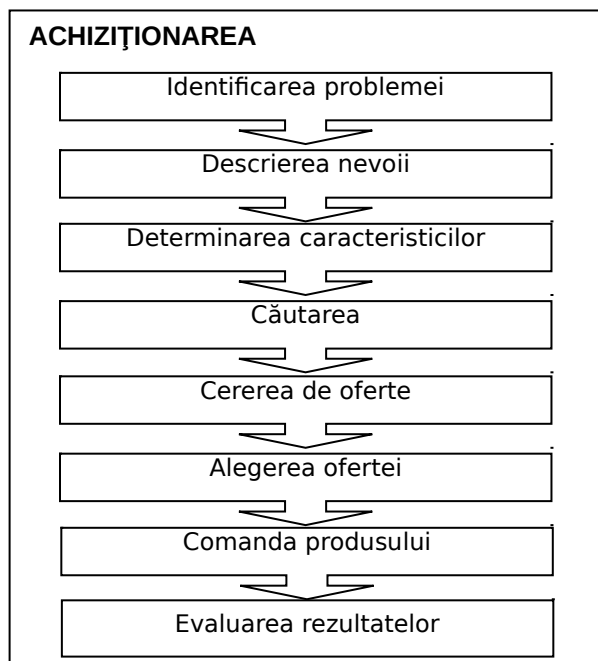 ACHIZIŢIONAREA
Identificarea problemei
Descrierea nevoii
Determinarea caracteristicilor
Căutarea
Cererea de oferte
Alegerea ofertei
Comanda produsului
Evaluarea rezultatelor